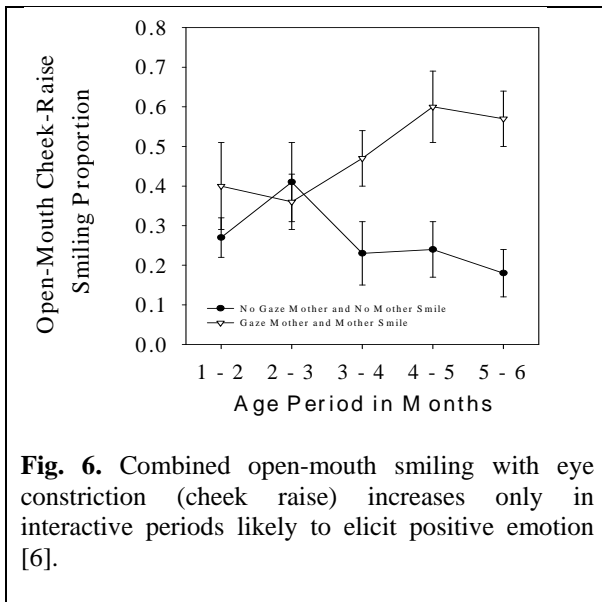 Open-Mouth Cheek-Raise
Smiling Proportion
0.8
0.7
0.6
0.5
0.4
0.3
0.2
0.1
0.0
No Gaze Mother and No Mother Smile
Gaze Mother and Mother Smile
1 - 2 2 - 3 3 - 4 4 - 5 5 - 6
Age Period in Months
Fig. 6. Combined open-mouth smiling with eye
constriction (cheek raise) increases only in
interactive periods likely to elicit positive emotion
[6].